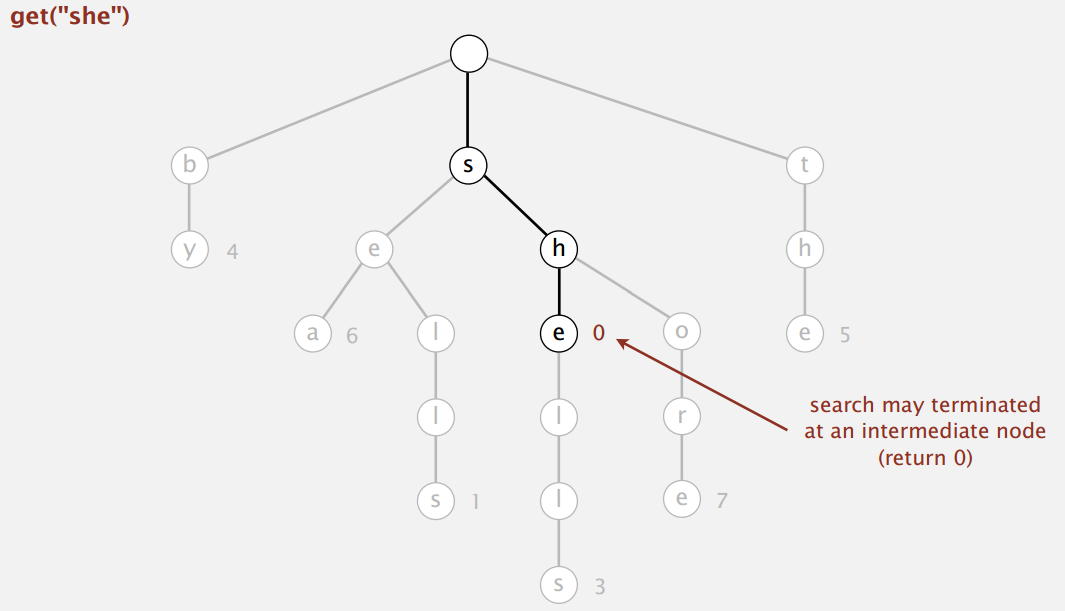 get("she")
b s t
y 4 e h h
a 6 l e 0 o e 5
search may terminated
at an intermediate node
(return 0)
l l r
s 1 l e 7
s 3